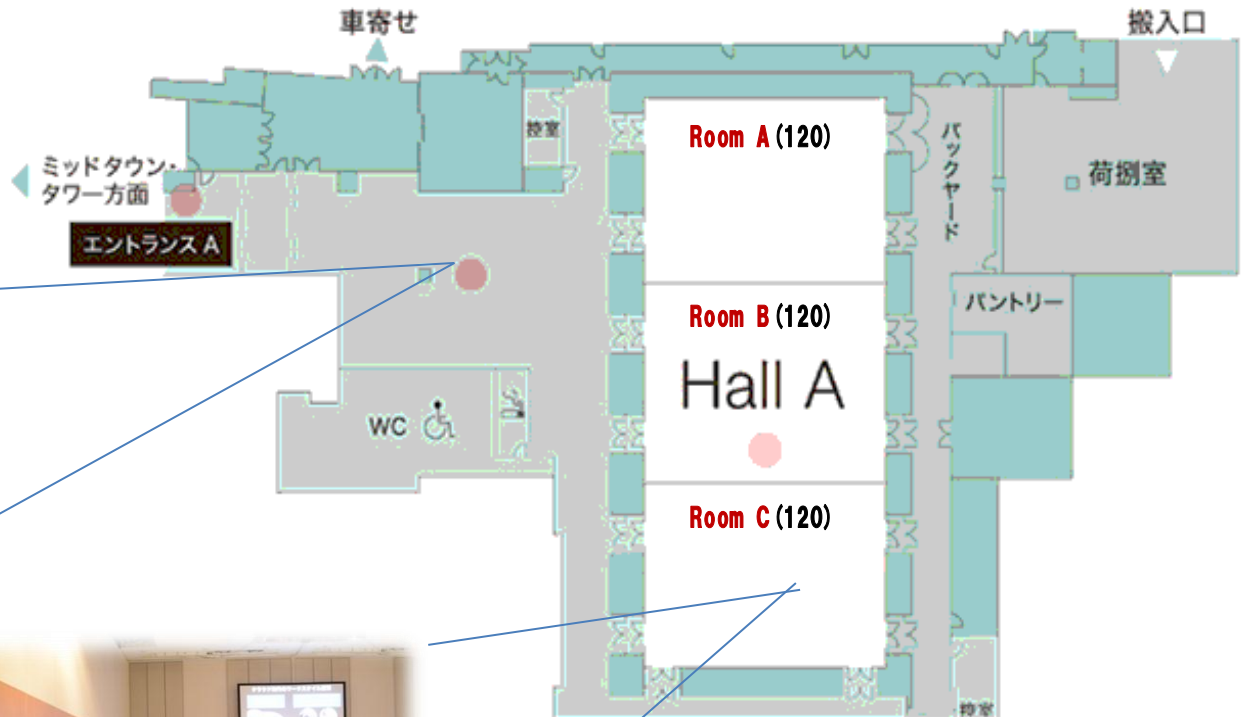 車寄せ
搬入口
控室
Room A(120)
バックヤード
ミッドタウン・
タワー方面
荷捌室
エントランス A
パントリー
Room B(120)
Hall A
WC
Room C(120)
控室